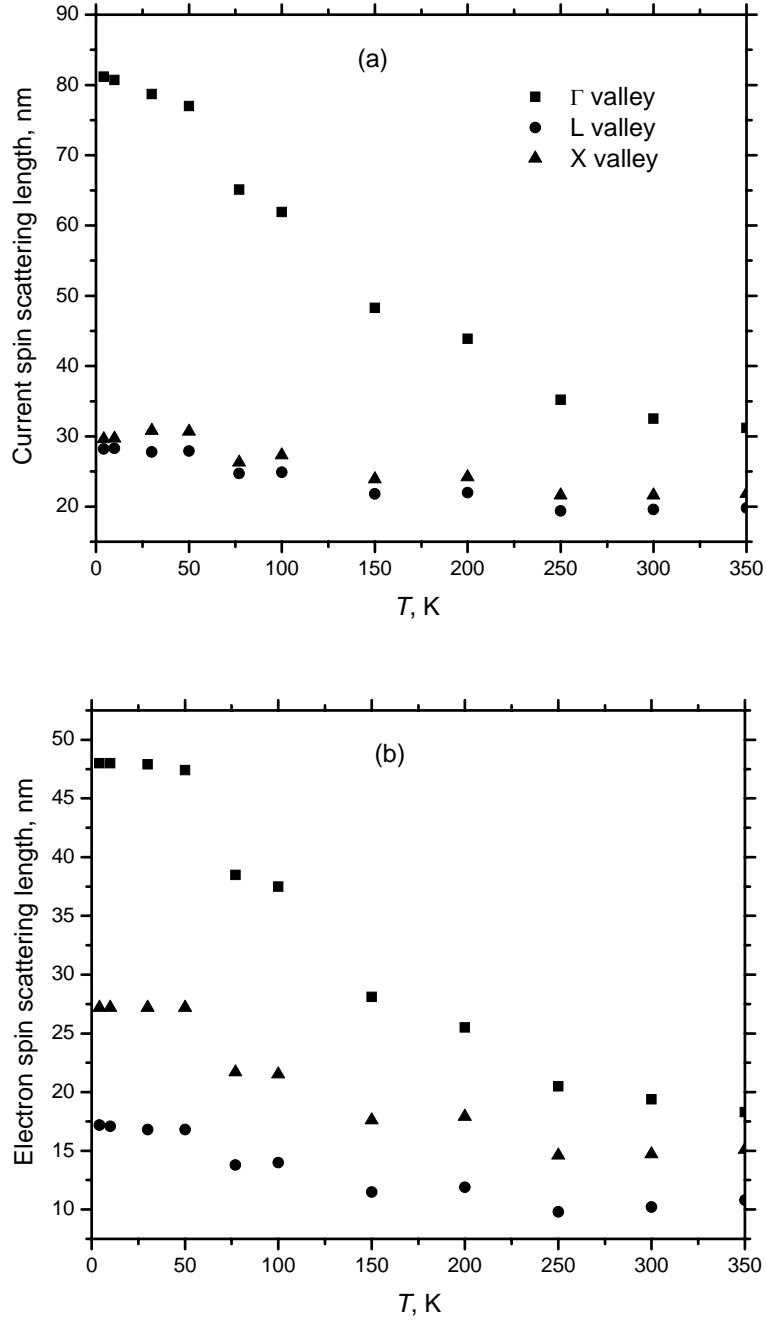 90
80
70
60
50
40
30
20
0 50 100 150 200 250 300 350
Current spin scattering length, nm
(a)
Γ valley
L valley
X valley
T, K
50
45
40
35
30
25
20
15
10
0 50 100 150 200 250 300 350
Electron spin scattering length, nm
(b)
T, K